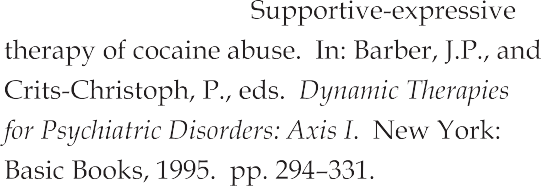 Supportive-expressive
therapy of cocaine abuse.  In: Barber, J.P., and
Crits-Christoph, P., eds.  Dynamic Therapies
for Psychiatric Disorders: Axis I.  New York:
Basic Books, 1995.  pp. 294–331.